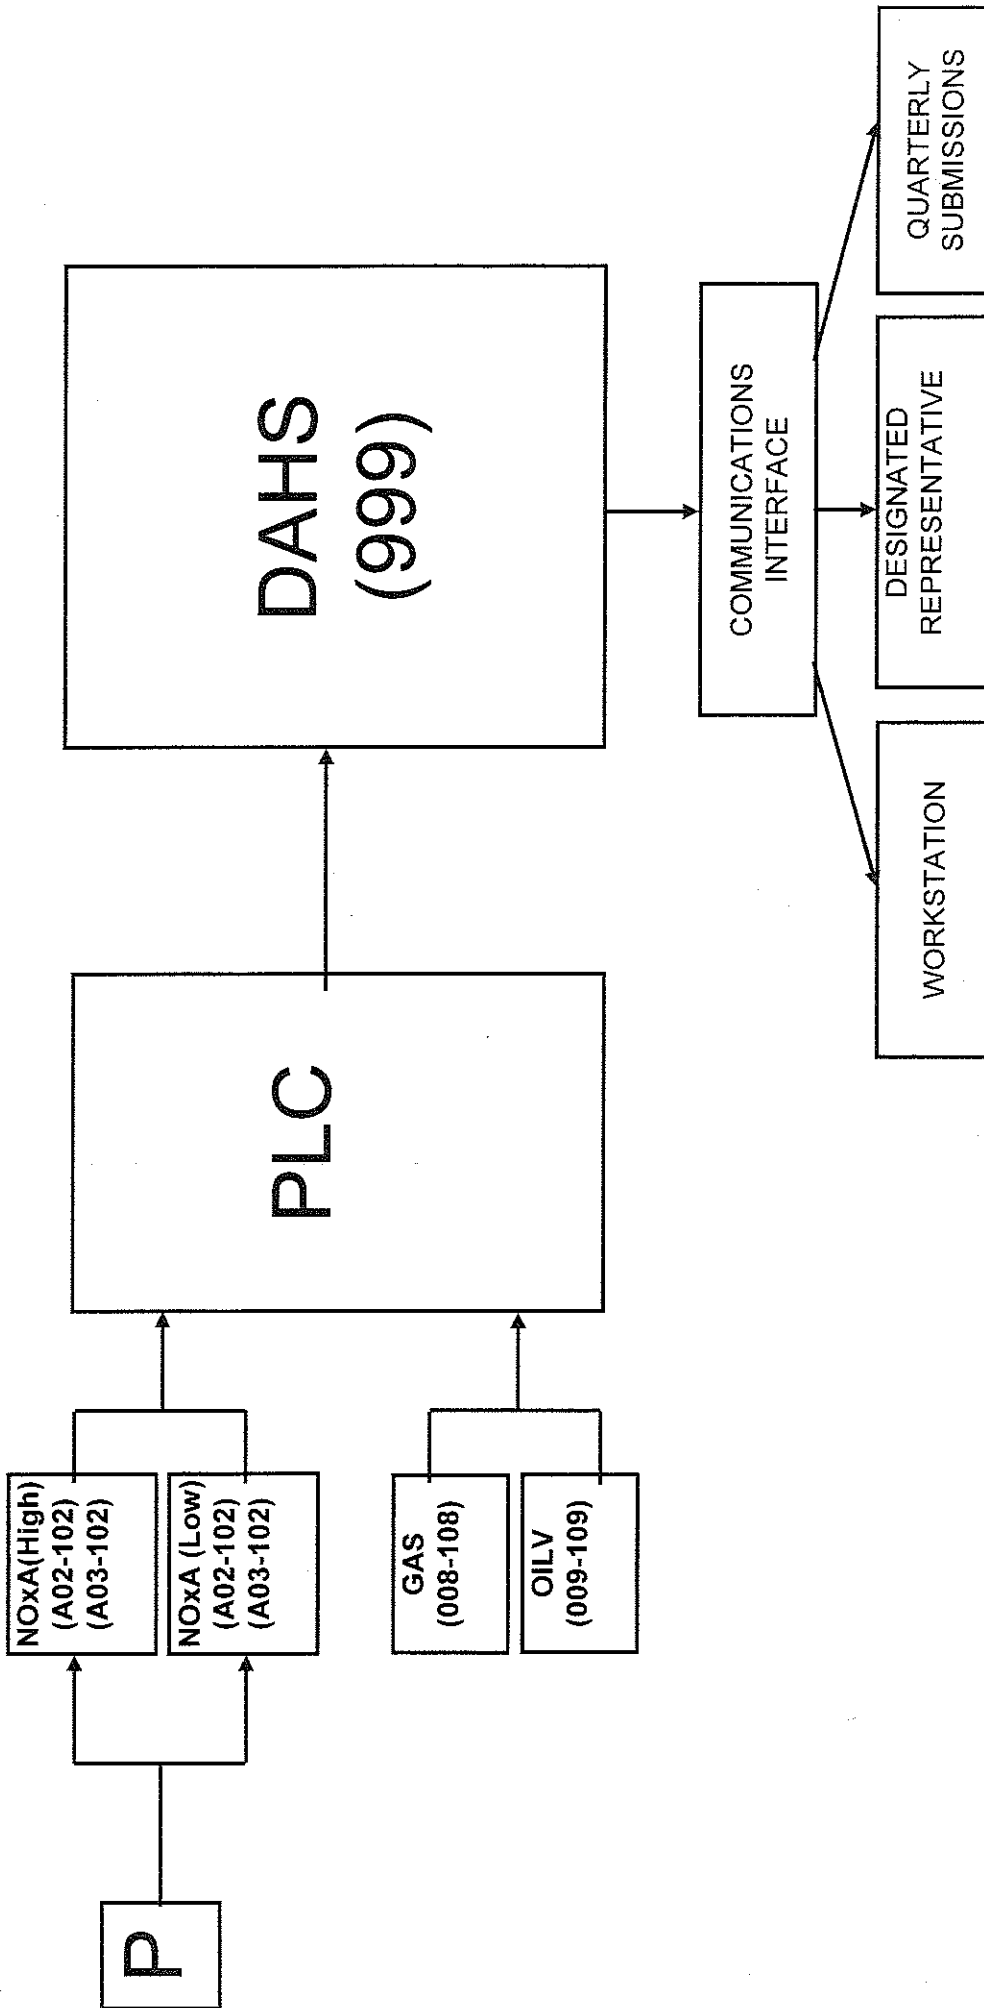 P
NOxA(High)
(A02-102)
(A03-102)
NOxA (Low)
(A02-102)
(A03-102)
GAS
(008-108)
OILV
(009-109)
PLC
DAHS
(999)
COMMUNICATIONS
INTERFACE
WORKSTATION
DESIGNATED
REPRESENTATIVE
QUARTERLY
SUBMISSIONS